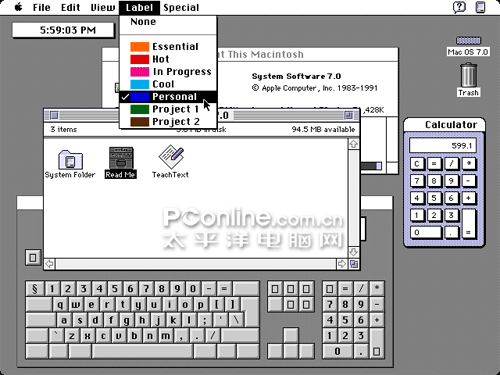 File Edit View Label Special
5:59:03 PM
None
Essential
Hot
In Progress
Cool
Personal
Project 1
Project 2
About This Macintosh
System Software 7.0
© Apple Computer, Inc. 1983-1991
,428K
7.0
3 items
in disk
94.5 MB available
System Folder
Read Me
TeachText
Mac OS 7.0
Trash
Calculator
599.1
C = / *
7 8 9 -
4 5 6 +
1 2 3 =
0 .
PConline.com.cn
太平洋电脑网
§ 1 2 3 4 5 6 7 8 9 0 - =
q w e r t y u i o p [ ]
a s d f g h j k l ; ' \
` z x c v b n m , . /
= / *
7 8 9 -
4 5 6 +
1 2 3
0 .